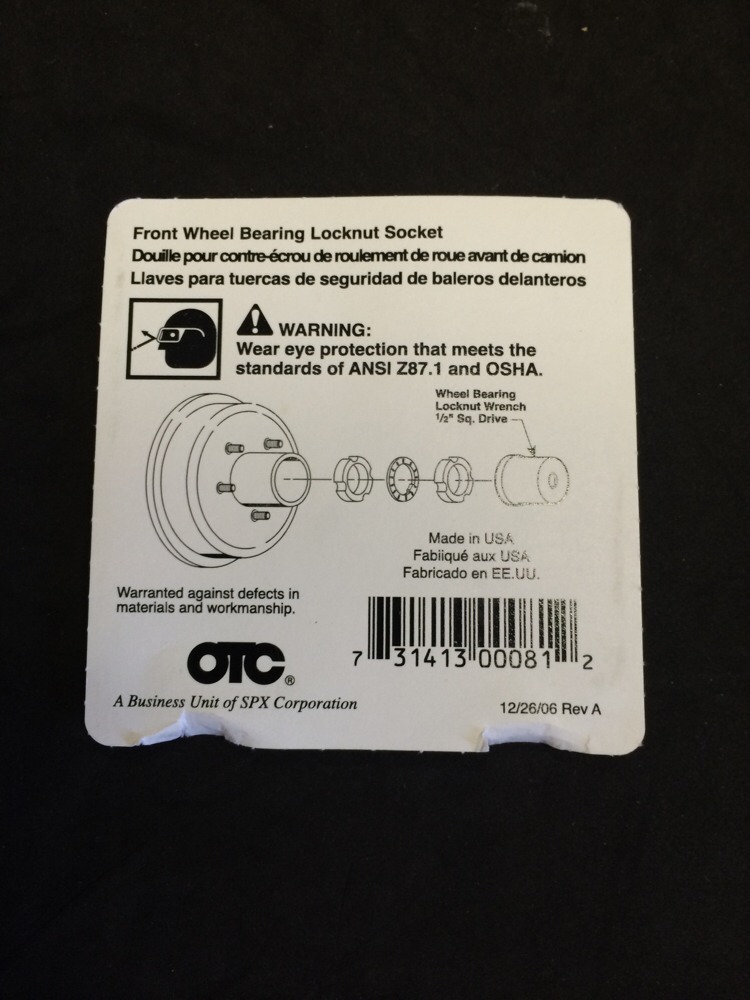 Front Wheel Bearing Locknut Socket
Douille pour contre-écrou de roulement de roue avant de camion
Llaves para tuercas de seguridad de baleros delanteros
WARNING:
Wear eye protection that meets the
standards of ANSI Z87.1 and OSHA.
Wheel Bearing
Locknut Wrench
1/2" Sq. Drive
Made in USA
Fabiiqué aux USA
Fabricado en EE.UU.
Warranted against defects in
materials and workmanship.
OTC®
A Business Unit of SPX Corporation
7 31413 00081 2
12/26/06 Rev A